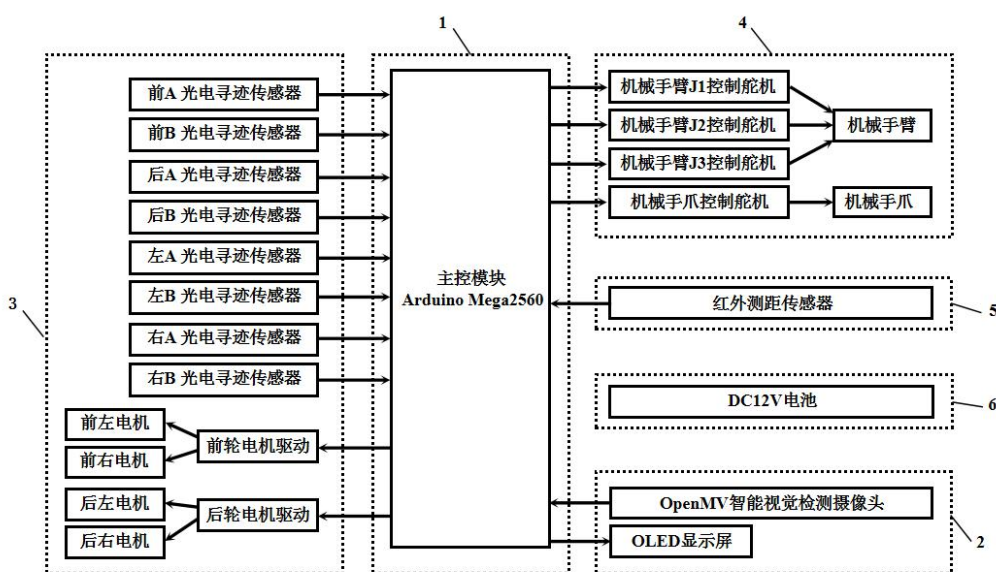 1
4
前A 光电寻迹传感器
前B 光电寻迹传感器
后A 光电寻迹传感器
后B 光电寻迹传感器
左A 光电寻迹传感器
左B 光电寻迹传感器
右A 光电寻迹传感器
右B 光电寻迹传感器
3
前左电机
前右电机
前轮电机驱动
后左电机
后右电机
后轮电机驱动
主控模块
Arduino Mega2560
机械手臂J1控制舵机
机械手臂J2控制舵机
机械手臂J3控制舵机
机械手臂
机械手爪控制舵机
机械手爪
红外测距传感器
5
DC12V电池
6
OpenMV智能视觉检测摄像头
OLED显示屏
2